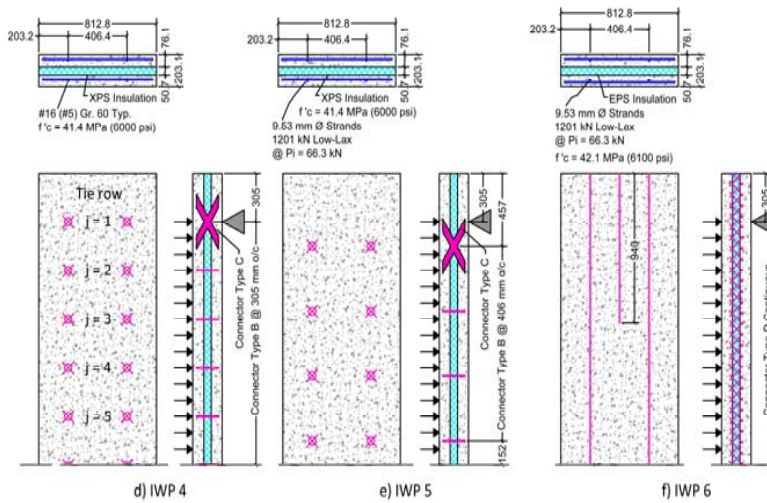 812.8
203.2
406.4
76.1
203.1
50.7
XPS Insulation
#16 (#5) Gr. 60 Typ.
f 'c = 41.4 MPa (6000 psi)
812.8
203.2
406.4
76.1
203.1
50.7
XPS Insulation
f 'c = 41.4 MPa (6000 psi)
9.53 mm Ø Strands
1201 kN Low-Lax
@ Pi = 66.3 kN
812.8
203.2
406.4
76.1
203.1
50.7
EPS Insulation
9.53 mm Ø Strands
1201 kN Low-Lax
@ Pi = 66.3 kN
f 'c = 42.1 MPa (6100 psi)
Tie row
j = 1
j = 2
j = 3
j = 4
j = 5
305
Connector Type C
Connector Type B @ 305 mm o/c
305
457
Connector Type C
Connector Type B @ 406 mm o/c
152
940
305
Connector Type D Continuous
d) IWP 4
e) IWP 5
f) IWP 6